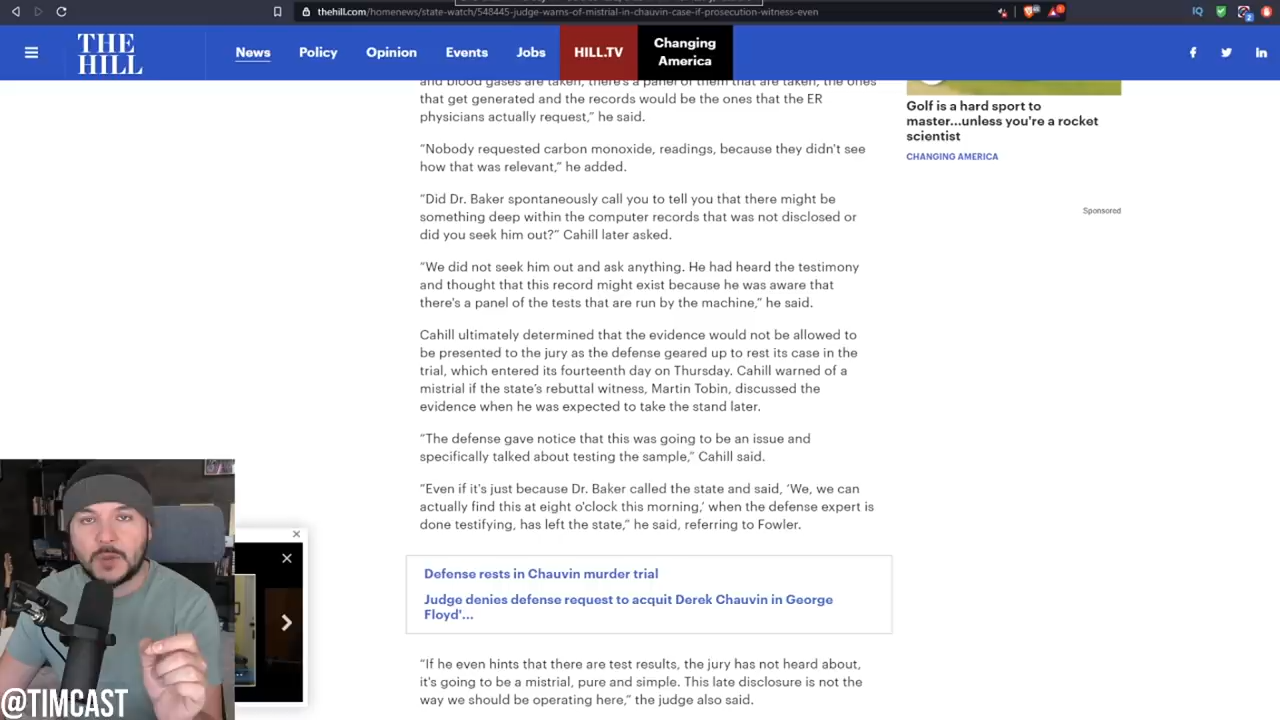 thehill.com/homenews/state-watch/548445-judge-warns-of-mistrial-in-chauvin-case-if-prosecution-witness-even
IQ
THE
HILL
News
Policy
Opinion
Events
Jobs
HILL.TV
Changing
America
and blood gases are taken, there's a panel of them that are taken, the ones
that get generated and the records would be the ones that the ER
physicians actually request,” he said.
“Nobody requested carbon monoxide, readings, because they didn't see
how that was relevant,” he added.
“Did Dr. Baker spontaneously call you to tell you that there might be
something deep within the computer records that was not disclosed or
did you seek him out?” Cahill later asked.
“We did not seek him out and ask anything. He had heard the testimony
and thought that this record might exist because he was aware that
there's a panel of the tests that are run by the machine,” he said.
Cahill ultimately determined that the evidence would not be allowed to
be presented to the jury as the defense geared up to rest its case in the
trial, which entered its fourteenth day on Thursday. Cahill warned of a
mistrial if the state’s rebuttal witness, Martin Tobin, discussed the
evidence when he was expected to take the stand later.
“The defense gave notice that this was going to be an issue and
specifically talked about testing the sample,” Cahill said.
“Even if it's just because Dr. Baker called the state and said, ‘We, we can
actually find this at eight o'clock this morning,’ when the defense expert is
done testifying, has left the state,” he said, referring to Fowler.
Defense rests in Chauvin murder trial
Judge denies defense request to acquit Derek Chauvin in George
Floyd'...
“If he even hints that there are test results, the jury has not heard about,
it's going to be a mistrial, pure and simple. This late disclosure is not the
way we should be operating here,” the judge also said.
Golf is a hard sport to
master...unless you're a rocket
scientist
CHANGING AMERICA
Sponsored
@TIMCAST